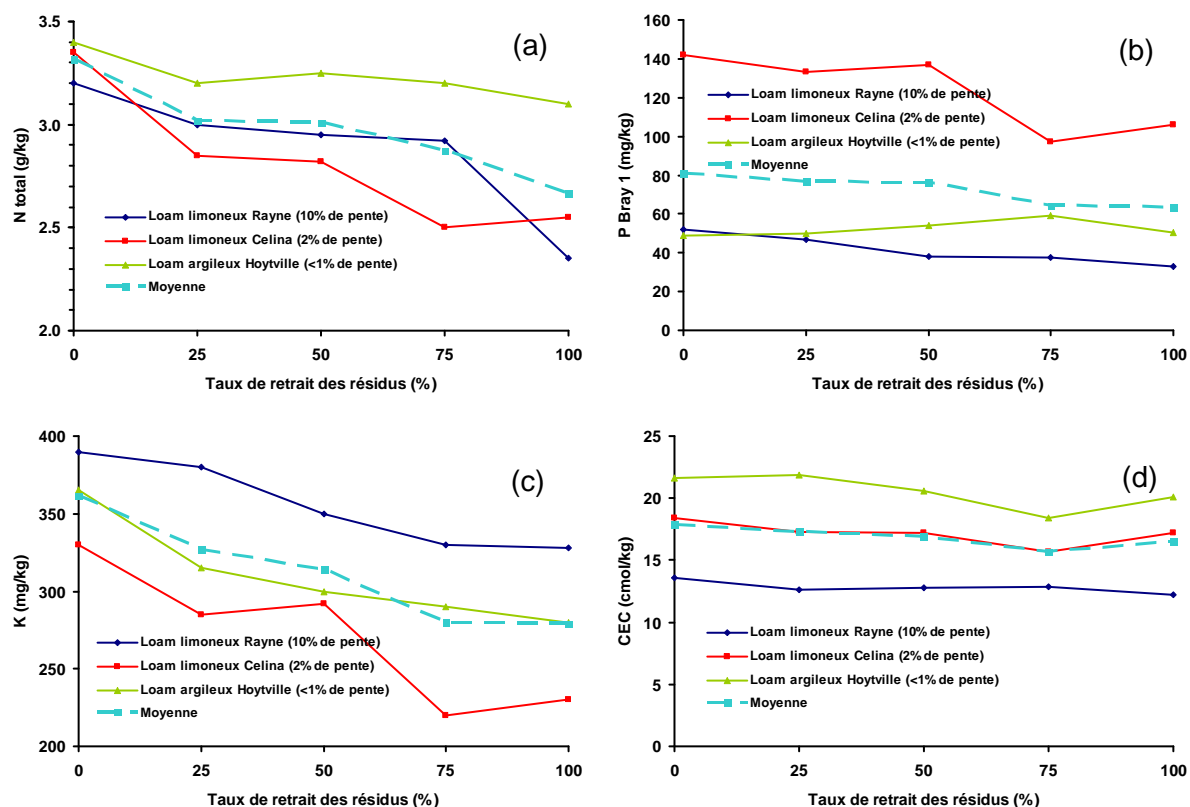 3.5
3.0
2.5
2.0
N total (g/kg)
(a)
Loam limoneux Rayne (10% de pente)
Loam limoneux Celina (2% de pente)
Loam argileux Hoytville (<1% de pente)
Moyenne
0 25 50 75 100
Taux de retrait des résidus (%)
160
140
120
100
80
60
40
20
0
P Bray 1 (mg/kg)
(b)
Loam limoneux Rayne (10% de pente)
Loam limoneux Celina (2% de pente)
Loam argileux Hoytville (<1% de pente)
Moyenne
0 25 50 75 100
Taux de retrait des résidus (%)
400
350
300
250
200
K (mg/kg)
(c)
Loam limoneux Rayne (10% de pente)
Loam limoneux Celina (2% de pente)
Loam argileux Hoytville (<1% de pente)
Moyenne
0 25 50 75 100
Taux de retrait des résidus (%)
25
20
15
10
5
0
CEC (cmol/kg)
(d)
Loam limoneux Rayne (10% de pente)
Loam limoneux Celina (2% de pente)
Loam argileux Hoytville (<1% de pente)
Moyenne
0 25 50 75 100
Taux de retrait des résidus (%)